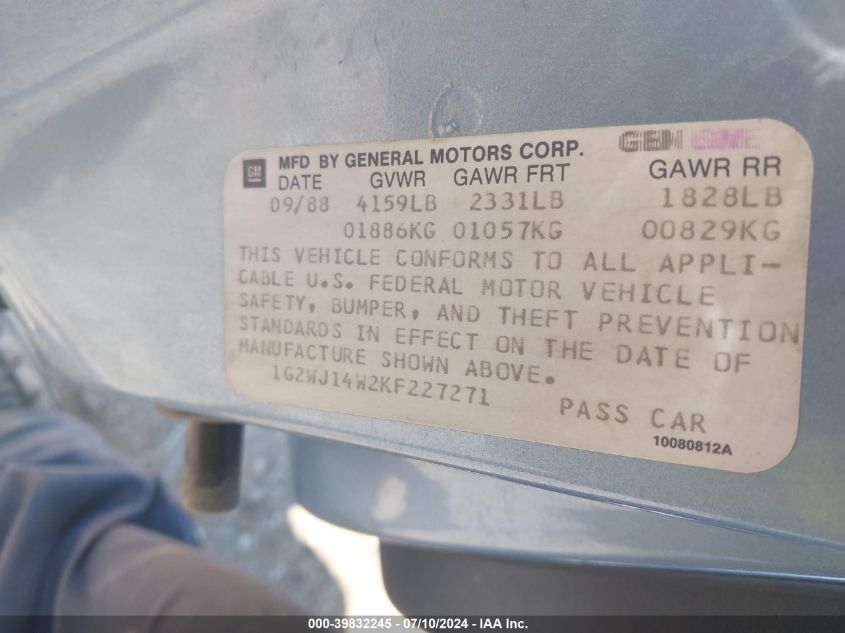 GM MFD BY GENERAL MOTORS CORP.
DATE GVWR GAWR FRT GAWR RR
09/88 4159LB 2331LB 1828LB
01886KG 01057KG 00829KG
THIS VEHICLE CONFORMS TO ALL APPLI-
CABLE U.S. FEDERAL MOTOR VEHICLE
SAFETY, BUMPER, AND THEFT PREVENTION
STANDARDS IN EFFECT ON THE DATE OF
MANUFACTURE SHOWN ABOVE.
1G2WJ14W2KF227271 PASS CAR
10080812A
000-39832245 - 07/10/2024 - IAA Inc.